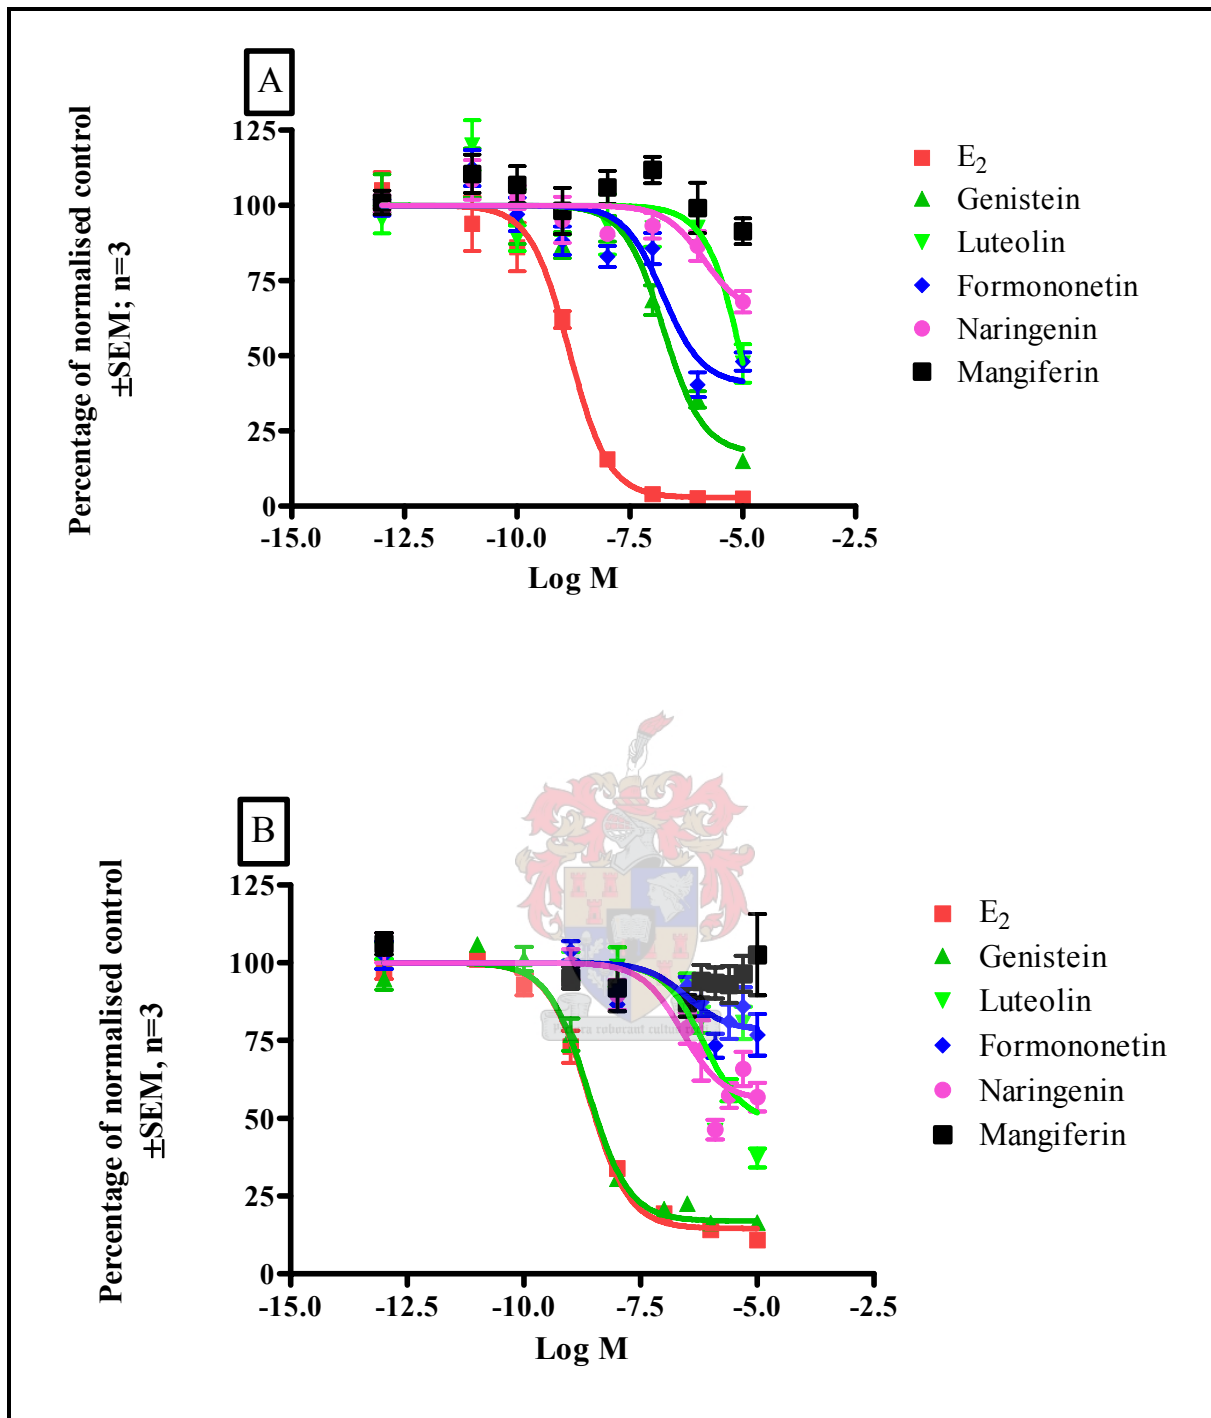 A
Percentage of normalised control
±SEM; n=3
125
100
75
50
25
0
-15.0 -12.5 -10.0 -7.5 -5.0 -2.5
Log M
E2
Genistein
Luteolin
Formononetin
Naringenin
Mangiferin
B
Percentage of normalised control
±SEM, n=3
125
100
75
50
25
0
-15.0 -12.5 -10.0 -7.5 -5.0 -2.5
Log M
E2
Genistein
Luteolin
Formononetin
Naringenin
Mangiferin
roborant